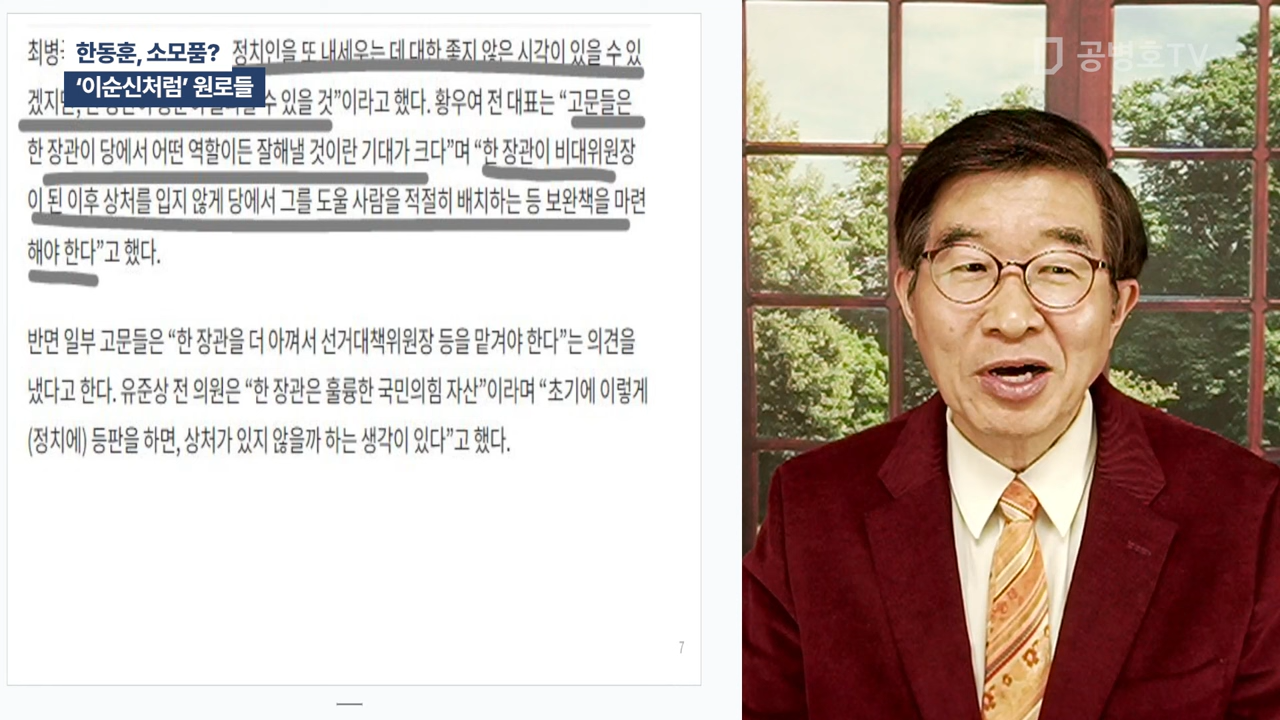 한동훈, 소모품?
‘이순신처럼’ 원로들
공병호TV
정치인을 또 내세우는 데 대한 좋지 않은 시각이 있을 수 있
있을 것”이라고 했다. 황우여 전 대표는 “고문들은
한 장관이 당에서 어떤 역할이든 잘해낼 것이란 기대가 크다”며 “한 장관이 비대위원장
이 된 이후 상처를 입지 않게 당에서 그를 도울 사람을 적절히 배치하는 등 보완책을 마련
해야 한다”고 했다.
반면 일부 고문들은 “한 장관을 더 아껴서 선거대책위원장 등을 맡겨야 한다”는 의견을
냈다고 한다. 유준상 전 의원은 “한 장관은 훌륭한 국민의힘 자산”이라며 “초기에 이렇게
(정치에) 등판을 하면, 상처가 있지 않을까 하는 생각이 있다”고 했다.
7